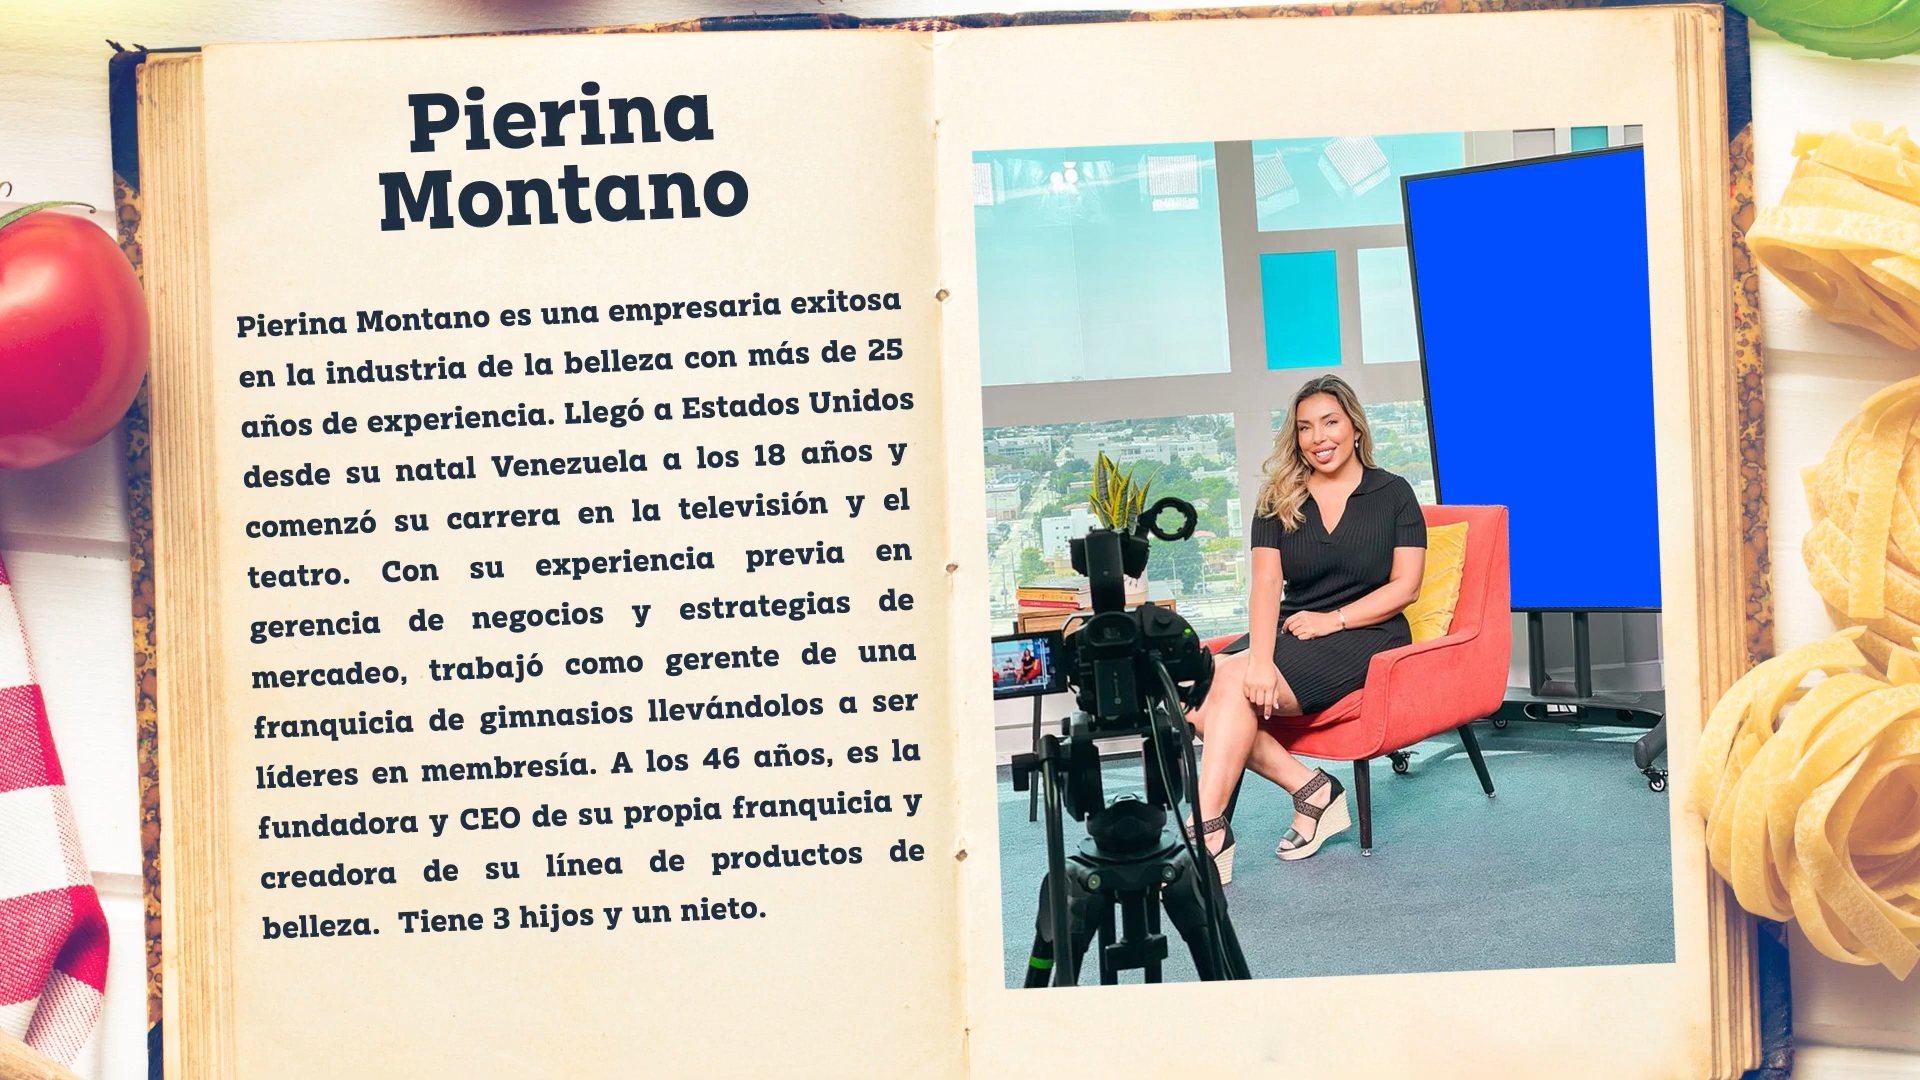 Pierina
Montano
Pierina Montano es una empresaria exitosa
en la industria de la belleza con más de 25
años de experiencia. Llegó a Estados Unidos
desde su natal Venezuela a los 18 años y
comenzó su carrera en la televisión y el
teatro. Con su experiencia previa en
gerencia de negocios y estrategias de
mercadeo, trabajó como gerente de una
franquicia de gimnasios llevándolos a ser
líderes en membresía. A los 46 años, es la
fundadora y CEO de su propia franquicia y
creadora de su línea de productos de
belleza. Tiene 3 hijos y un nieto.